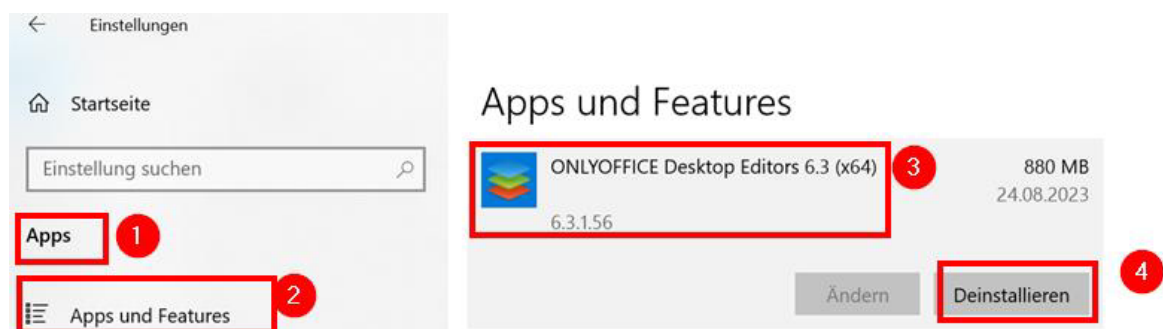 Einstellungen
Startseite
Einstellung suchen
Apps
1
Apps und Features
2
Apps und Features
ONLYOFFICE Desktop Editors 6.3 (x64)
3
880 MB
24.08.2023
6.3.1.56
Ändern
Deinstallieren
4